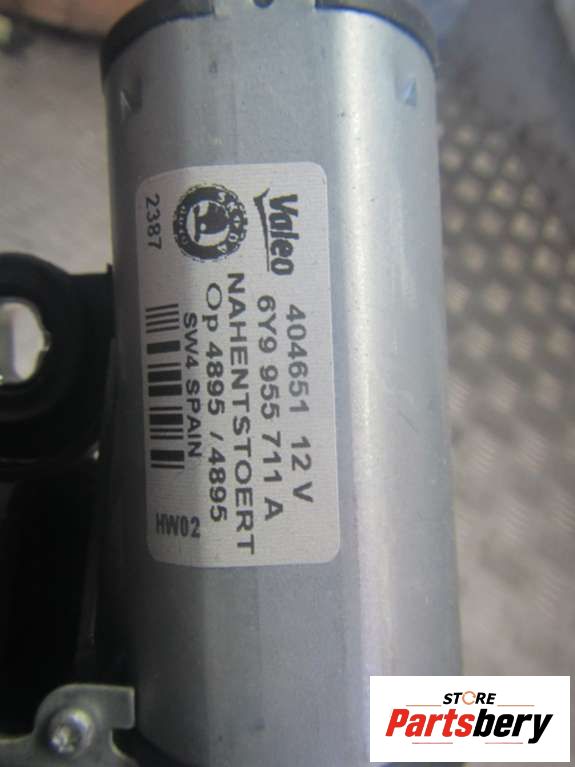 Valeo 404651 12 V
6Y9 955 711 A
NAHENTSTOERT
Op 4895 /4895
SW4 SPAIN
2387
HW02
STORE
Partsbery